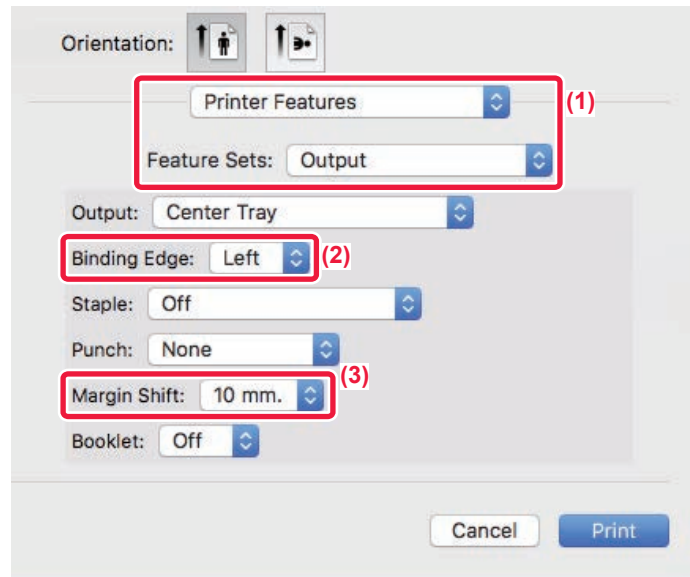 Orientation:
Printer Features
(1)
Feature Sets: Output
Output: Center Tray
Binding Edge: Left
(2)
Staple: Off
Punch: None
(3)
Margin Shift: 10 mm.
Booklet: Off
Cancel Print